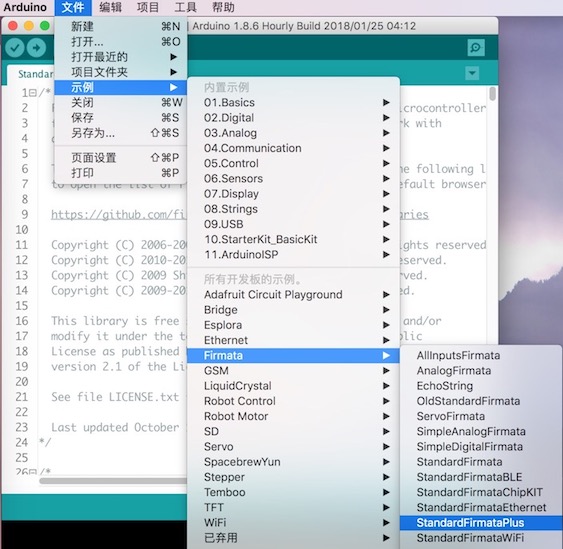 Arduino 文件 编辑 项目 工具 帮助
Arduino 1.8.6 Hourly Build 2018/01/25 04:12
新建 ⌘N
打开... ⌘O
打开最近的 ▶
项目文件夹 ▶
示例 ▶
关闭 ⌘W
保存 ⌘S
另存为... ⇧⌘S
页面设置 ⇧⌘P
打印 ⌘P
内置示例
01.Basics ▶
02.Digital ▶
03.Analog ▶
04.Communication ▶
05.Control ▶
06.Sensors ▶
07.Display ▶
08.Strings ▶
09.USB ▶
10.StarterKit_BasicKit ▶
11.ArduinoISP ▶
所有开发板的示例。
Adafruit Circuit Playground ▶
Bridge ▶
Esplora ▶
Ethernet ▶
Firmata ▶
GSM ▶
LiquidCrystal ▶
Robot Control ▶
Robot Motor ▶
SD ▶
Servo ▶
SpacebrewYun ▶
Stepper ▶
Temboo ▶
TFT ▶
WiFi ▶
已弃用 ▶
AllInputsFirmata
AnalogFirmata
EchoString
OldStandardFirmata
ServoFirmata
SimpleAnalogFirmata
SimpleDigitalFirmata
StandardFirmata
StandardFirmataBLE
StandardFirmataChipKIT
StandardFirmataEthernet
StandardFirmataPlus
StandardFirmataWiFi
Standar
1 /*
2
3 with
4
5
6 the following l
7 to open the list of default browser
8
9 https://github.com/fi aries
10
11 Copyright (C) 2006-200 ights reserved
12 Copyright (C) 2010-20 rved.
13 Copyright (C) 2009 Sh ved.
14 Copyright (C) 2009-20 ved.
15
16 This library is free and/or
17 modify it under the te blic
18 License as published
19 version 2.1 of the Li
20
21 See file LICENSE.txt
22
23 Last updated October
24 */
25
26 /*